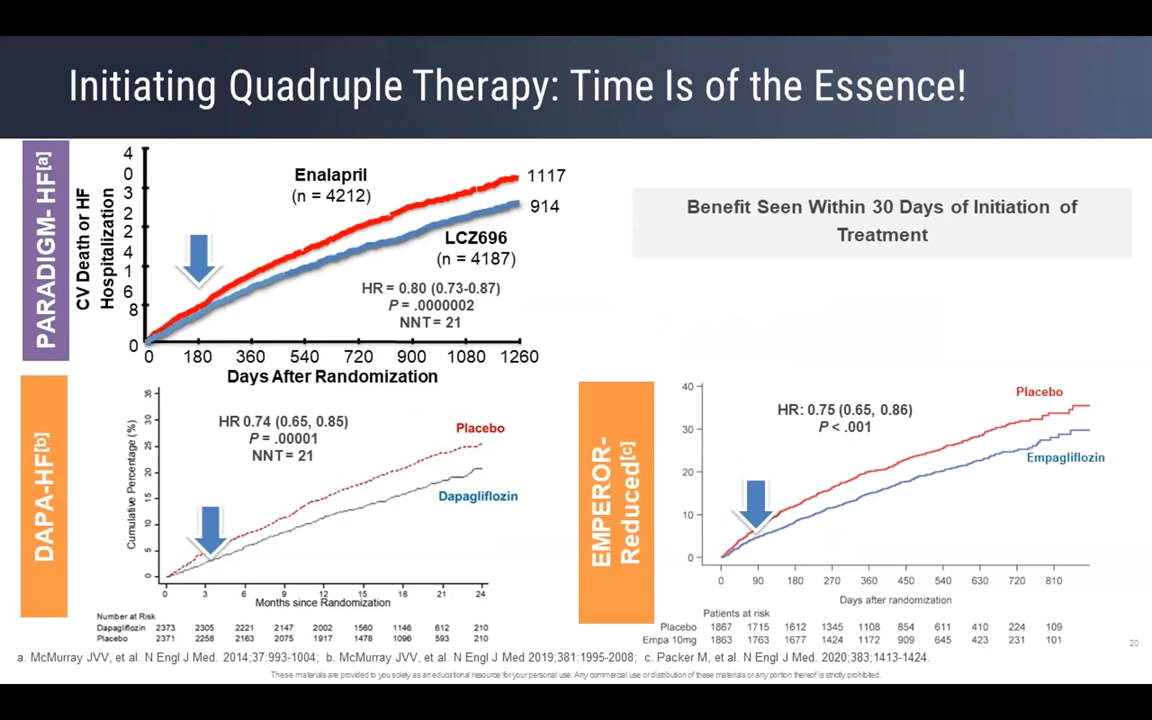 Initiating Quadruple Therapy: Time Is of the Essence!
PARADIGM- HF[a]
CV Death or HF
Hospitalization
4
0
3
2
2
4
1
6
8
0
Enalapril
(n = 4212)
1117
914
LCZ696
(n = 4187)
HR = 0.80 (0.73-0.87)
P = .0000002
NNT = 21
0 180 360 540 720 900 1080 1260
Days After Randomization
Benefit Seen Within 30 Days of Initiation of
Treatment
DAPA-HF[b]
Cumulative Percentage (%)
35
30
25
20
15
10
5
0
HR 0.74 (0.65, 0.85)
P = .00001
NNT = 21
Placebo
Dapagliflozin
0 3 6 9 12 15 18 21 24
Months since Randomization
Number at Risk
Dapagliflozin 2373 2305 2221 2147 2002 1560 1146 612 210
Placebo 2371 2258 2163 2075 1917 1478 1096 593 210
EMPEROR-
Reduced[c]
40
30
20
10
0
HR: 0.75 (0.65, 0.86)
P < .001
Placebo
Empagliflozin
0 90 180 270 360 450 540 630 720 810
Days after randomization
Patients at risk
Placebo 1867 1715 1612 1345 1108 854 611 410 224 109
Empa 10mg 1863 1763 1677 1424 1172 909 645 423 231 101
20
a. McMurray JVV, et al. N Engl J Med. 2014;37:993-1004; b. McMurray JVV, et al. N Engl J Med 2019;381:1995-2008; c. Packer M, et al. N Engl J Med. 2020;383;1413-1424.
These materials are provided to you solely as an educational resource for your personal use. Any commercial use or distribution of these materials or any portion thereof is strictly prohibited.